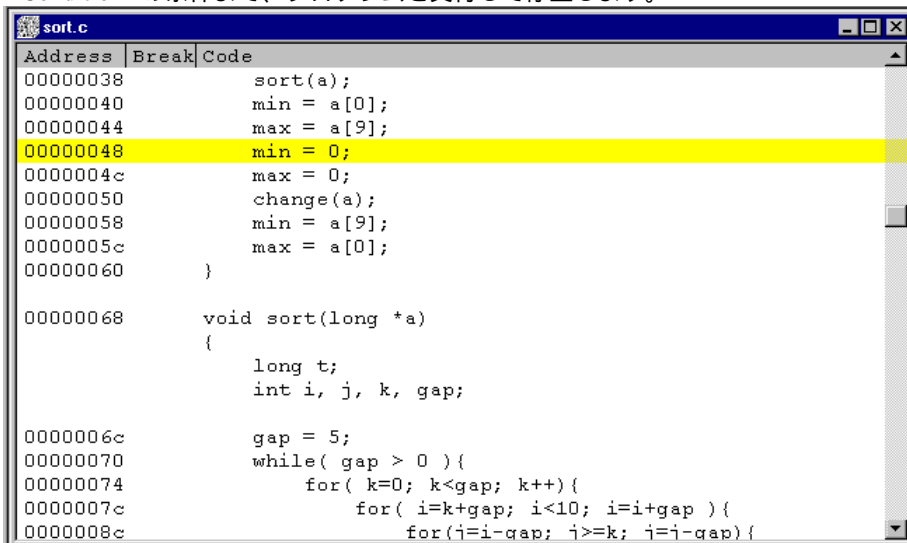 sort.c
Address Break Code
00000038 sort(a);
00000040 min = a[0];
00000044 max = a[9];
00000048 min = 0;
0000004c max = 0;
00000050 change(a);
00000058 min = a[9];
0000005c max = a[0];
00000060 }
00000068 void sort(long *a)
{
long t;
int i, j, k, gap;
0000006c gap = 5;
00000070 while( gap > 0 ){
00000074 for( k=0; k<gap; k++){
0000007c for( i=k+gap; i<10; i=i+gap ){
0000008c for(j=i-gap; j>=k; j=j-gap){